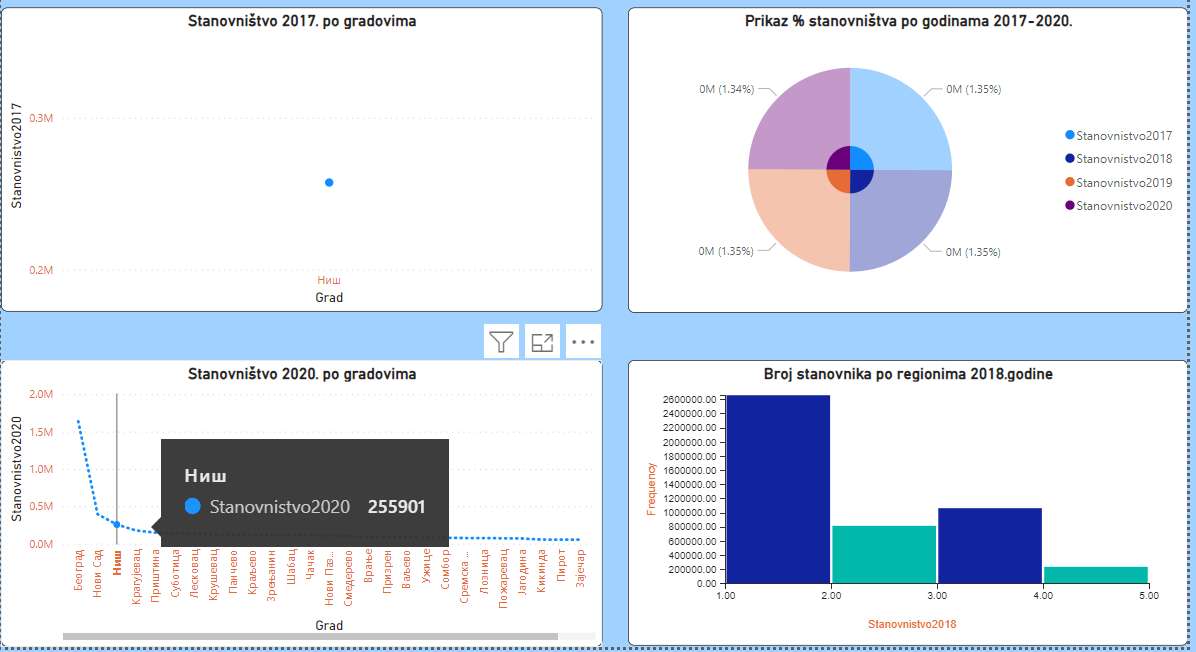 Stanovništvo 2017. po gradovima
Stanovnistvo2017
0.3M
0.2M
Ниш
Grad
Prikaz % stanovništva po godinama 2017-2020.
0M (1.34%)
0M (1.35%)
0M (1.35%)
0M (1.35%)
Stanovnistvo2017
Stanovnistvo2018
Stanovnistvo2019
Stanovnistvo2020
Stanovništvo 2020. po gradovima
Stanovnistvo2020
2.0M
1.5M
1.0M
0.5M
0.0M
Ниш
Stanovnistvo2020 255901
Београд
Нови Сад
Ниш
Крагујевац
Приштина
Суботица
Лесковац
Крушевац
Панчево
Краљево
Зрењанин
Шабац
Чачак
Нови Паз...
Смедерево
Врање
Призрен
Ваљево
Ужице
Сомбор
Сремска ...
Лозница
Пожаревац
Јагодина
Кикинда
Пирот
Зајечар
Grad
Broj stanovnika po regionima 2018.godine
Frequency
2600000.00
2400000.00
2200000.00
2000000.00
1800000.00
1600000.00
1400000.00
1200000.00
1000000.00
800000.00
600000.00
400000.00
200000.00
0.00
1.00 2.00 3.00 4.00 5.00
Stanovnistvo2018